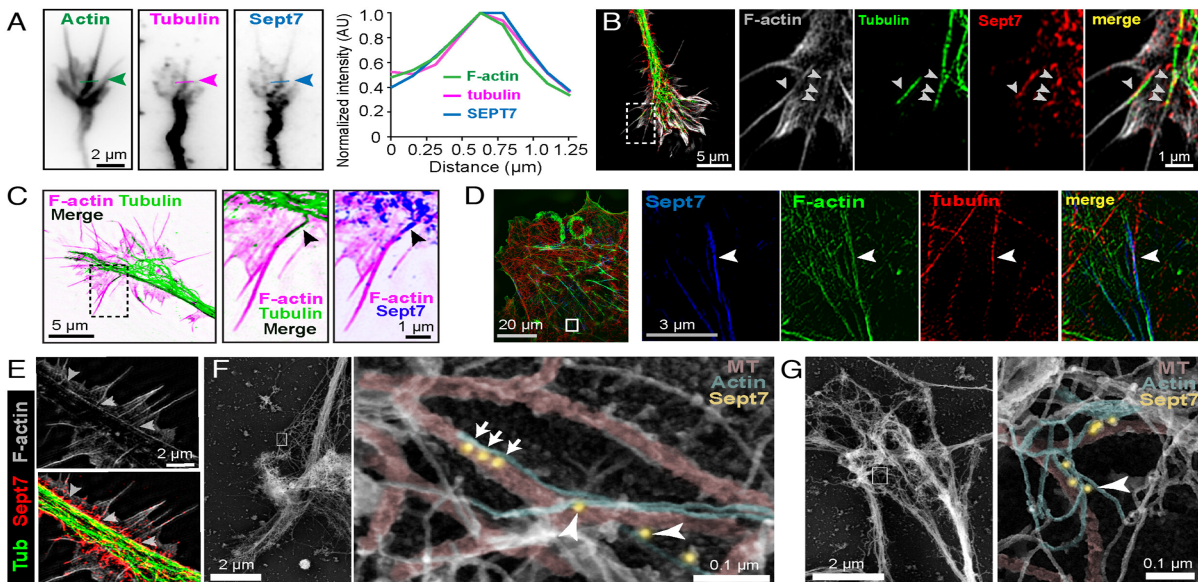 A
Actin
Tubulin
Sept7
2 µm
Normalized intensity (AU)
1.0
0.8
0.6
0.4
0.2
0
F-actin
tubulin
SEPT7
0 0.25 0.50 0.75 1.0 1.25
Distance (µm)
B
F-actin
Tubulin
Sept7
merge
5 µm
1 µm
C
F-actin Tubulin
Merge
5 µm
F-actin
Tubulin
Merge
F-actin
Sept7
1 µm
D
20 µm
Sept7
3 µm
F-actin
Tubulin
merge
E
Tub Sept7 F-actin
2 µm
F
2 µm
MT
Actin
Sept7
0.1 µm
G
2 µm
MT
Actin
Sept7
0.1 µm